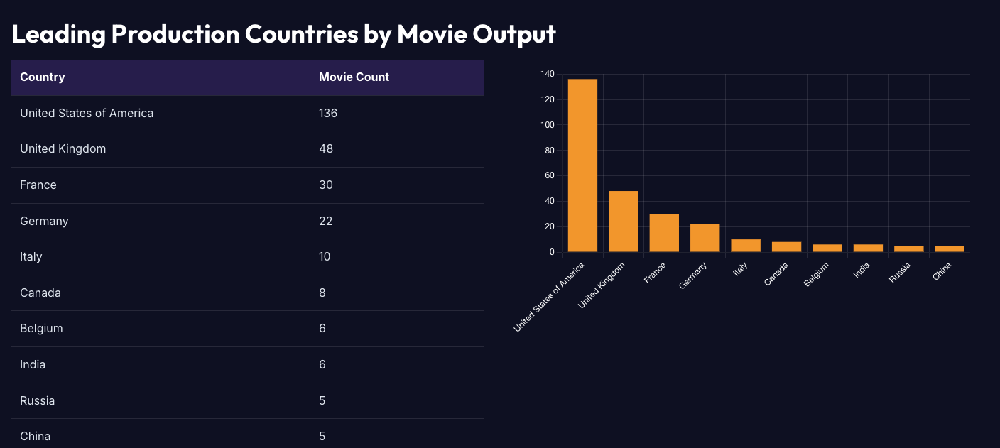 Leading Production Countries by Movie Output
Country Movie Count
United States of America 136
United Kingdom 48
France 30
Germany 22
Italy 10
Canada 8
Belgium 6
India 6
Russia 5
China 5
140
120
100
80
60
40
20
0
United States of America
United Kingdom
France
Germany
Italy
Canada
Belgium
India
Russia
China